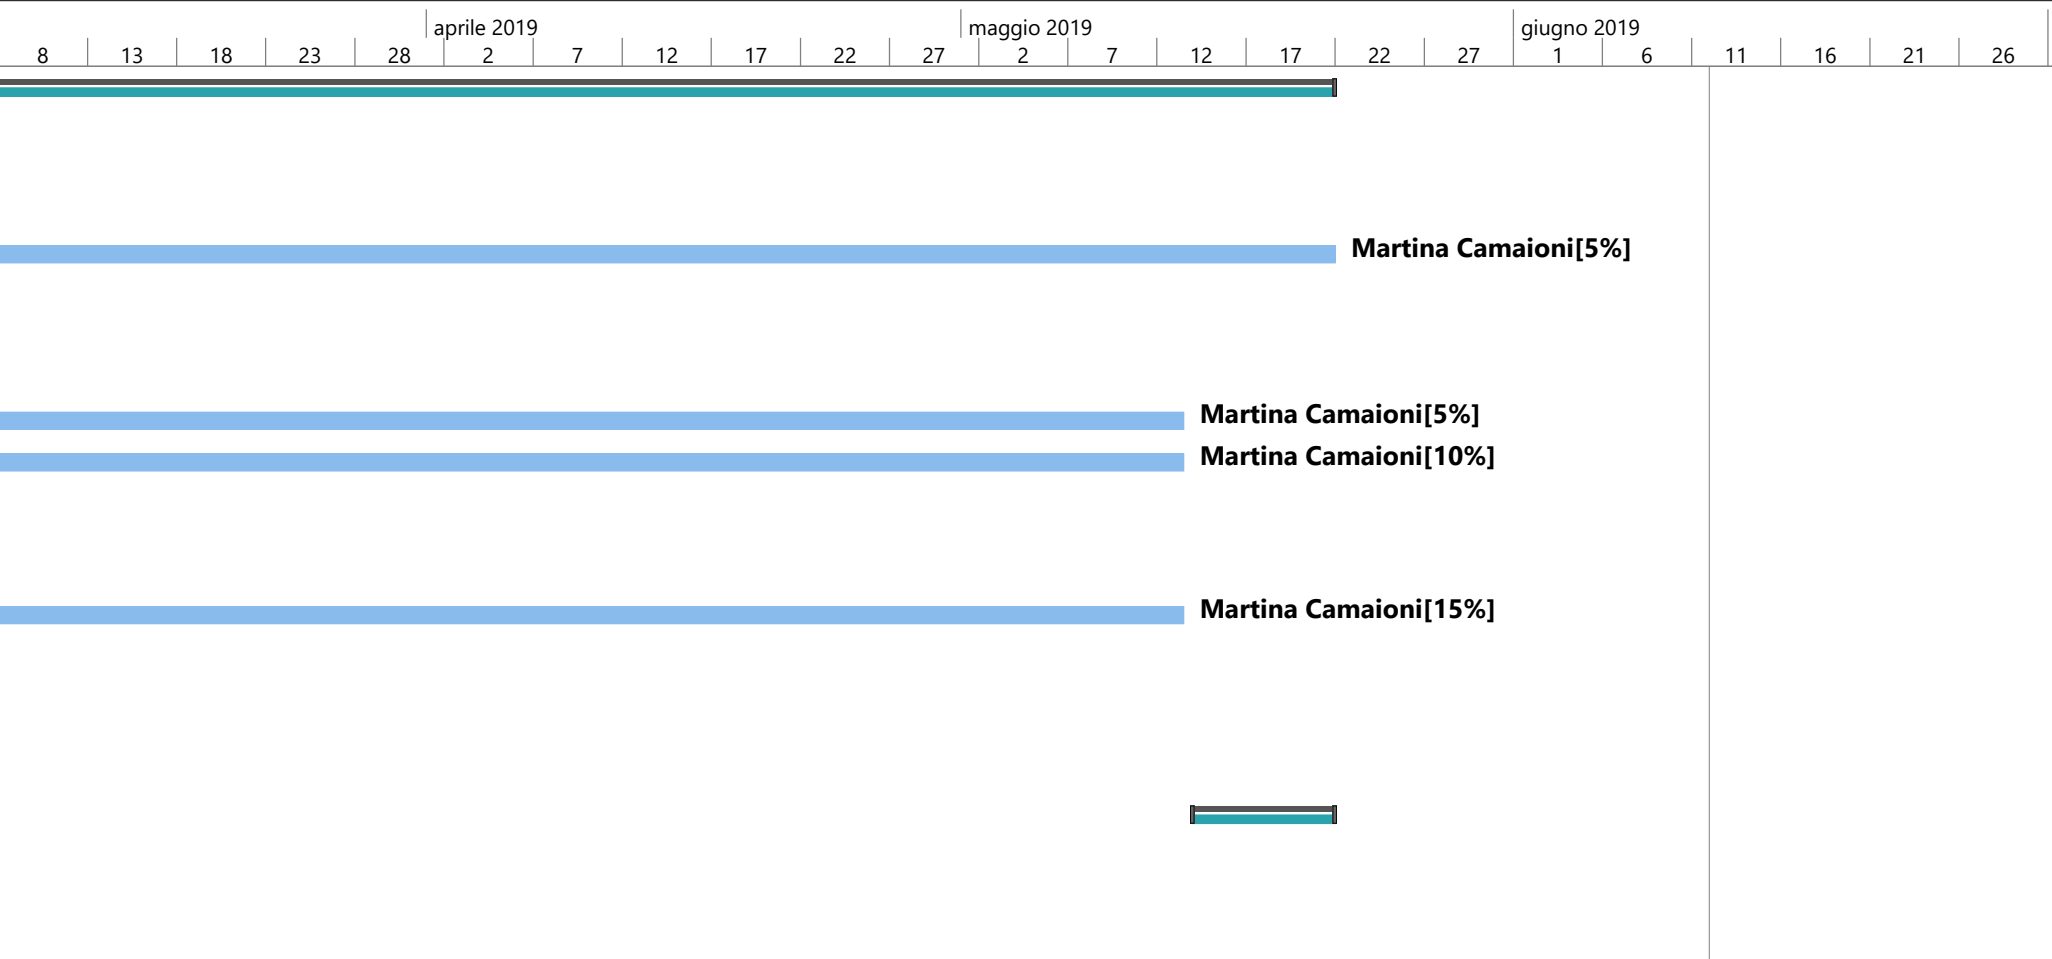 aprile 2019 maggio 2019 giugno 2019
8 13 18 23 28 2 7 12 17 22 27 2 7 12 17 22 27 1 6 11 16 21 26
Martina Camaioni[5%]
Martina Camaioni[5%]
Martina Camaioni[10%]
Martina Camaioni[15%]